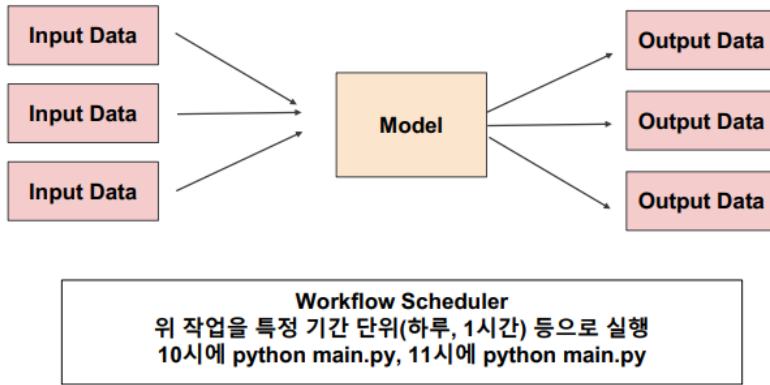 Input Data
Input Data
Input Data
Model
Output Data
Output Data
Output Data
Workflow Scheduler
위 작업을 특정 기간 단위(하루, 1시간) 등으로 실행
10시에 python main.py, 11시에 python main.py